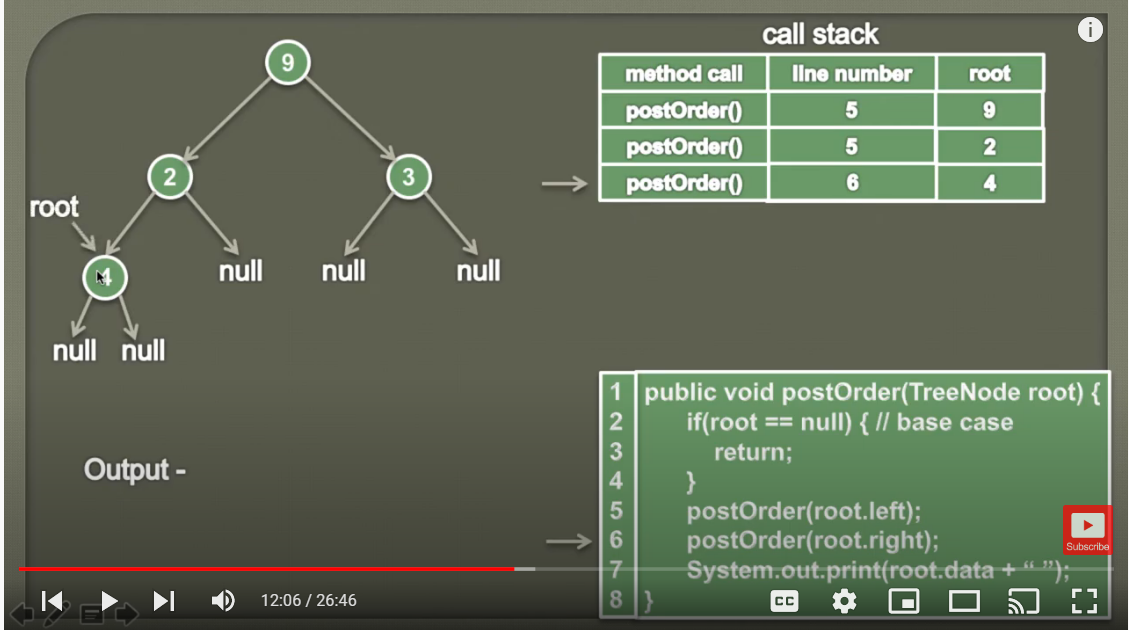 call stack
method call line number root
postOrder() 5 9
postOrder() 5 2
postOrder() 6 4
9
2 3
root
4 null null null
null null
Output -
1 public void postOrder(TreeNode root) {
2 if(root == null) { // base case
3 return;
4 }
5 postOrder(root.left);
6 postOrder(root.right);
7 System.out.print(root.data + “ ”);
8 }
Subscribe
12:06 / 26:46
CC
i